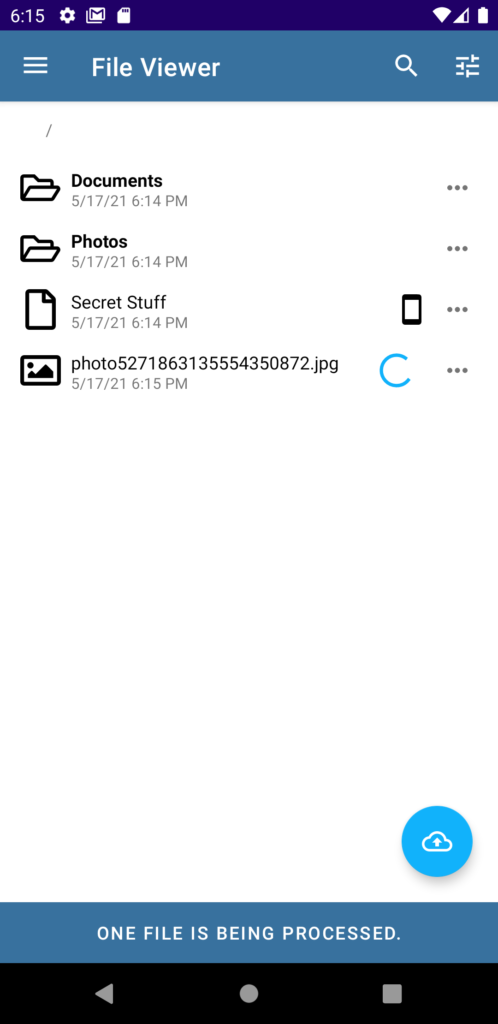 6:15
File Viewer
/
Documents
5/17/21 6:14 PM
Photos
5/17/21 6:14 PM
Secret Stuff
5/17/21 6:14 PM
photo5271863135554350872.jpg
5/17/21 6:15 PM
ONE FILE IS BEING PROCESSED.